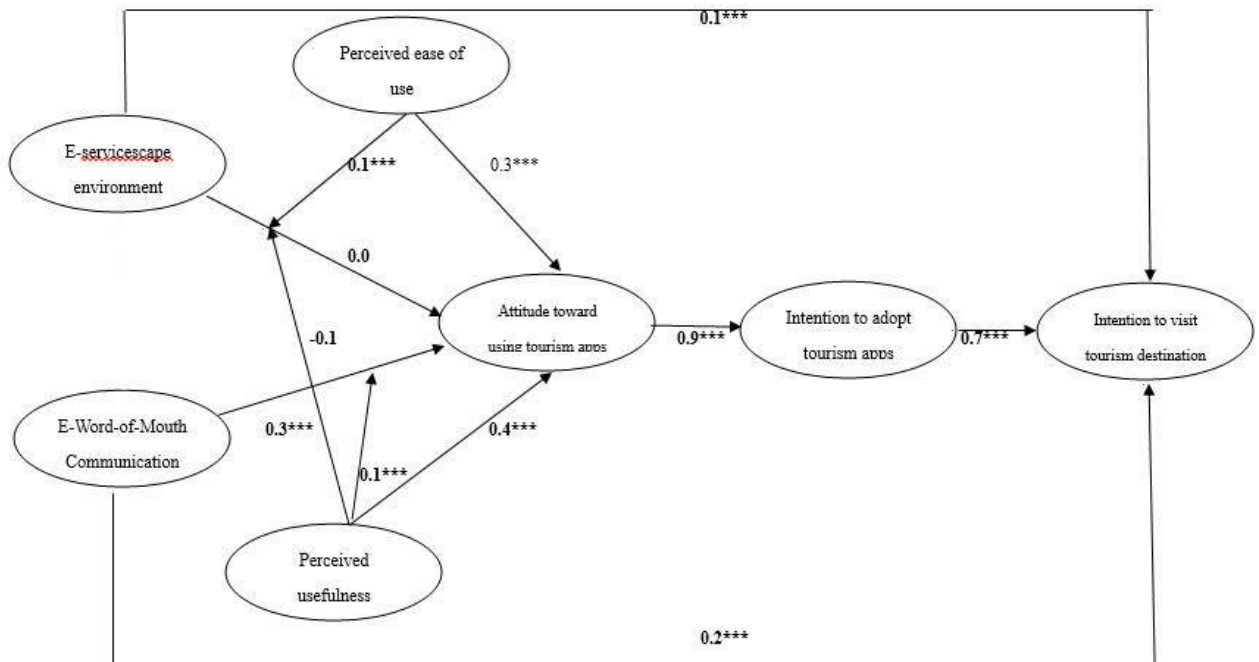 0.1***
Perceived ease of
use
E-servicescape
environment
0.1***
0.3***
0.0
Attitude toward
using tourism apps
0.9***
Intention to adopt
tourism apps
0.7***
Intention to visit
tourism destination
-0.1
E-Word-of-Mouth
Communication
0.3***
0.4***
0.1***
Perceived
usefulness
0.2***